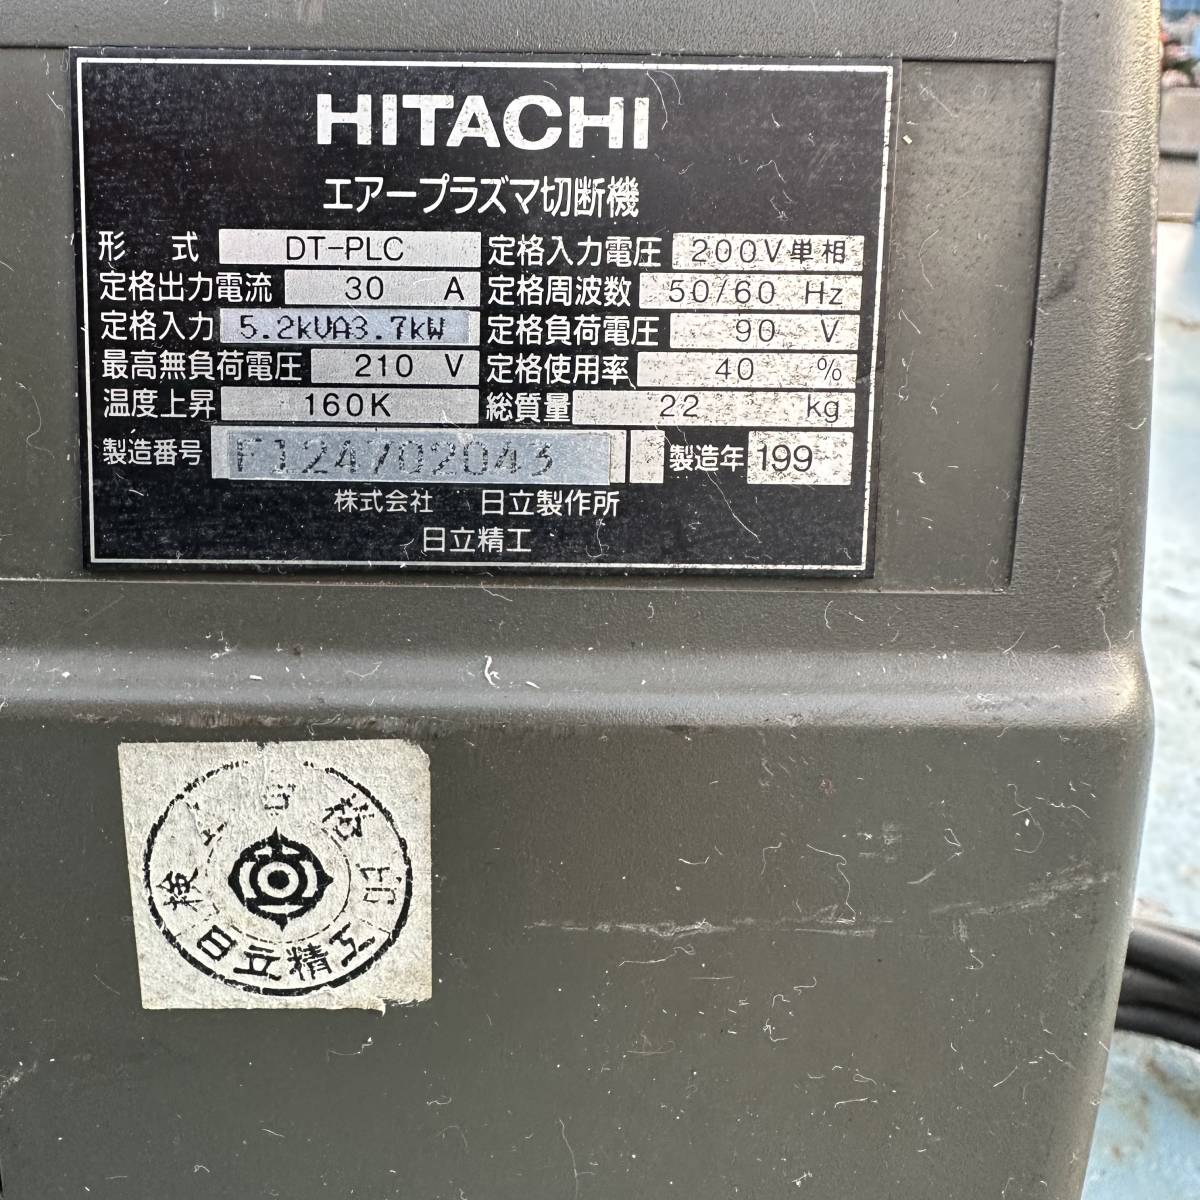 HITACHI
エアープラズマ切断機
形 式 DT-PLC 定格入力電圧 200V単相
定格出力電流 30 A 定格周波数 50/60 Hz
定格入力 5.2kVA3.7kW 定格負荷電圧 90 V
最高無負荷電圧 210 V 定格使用率 40 %
温度上昇 160K 総質量 22 kg
製造番号 F124702043 製造年 199
株式会社 日立製作所
日立精工
検 合格印
日立精工